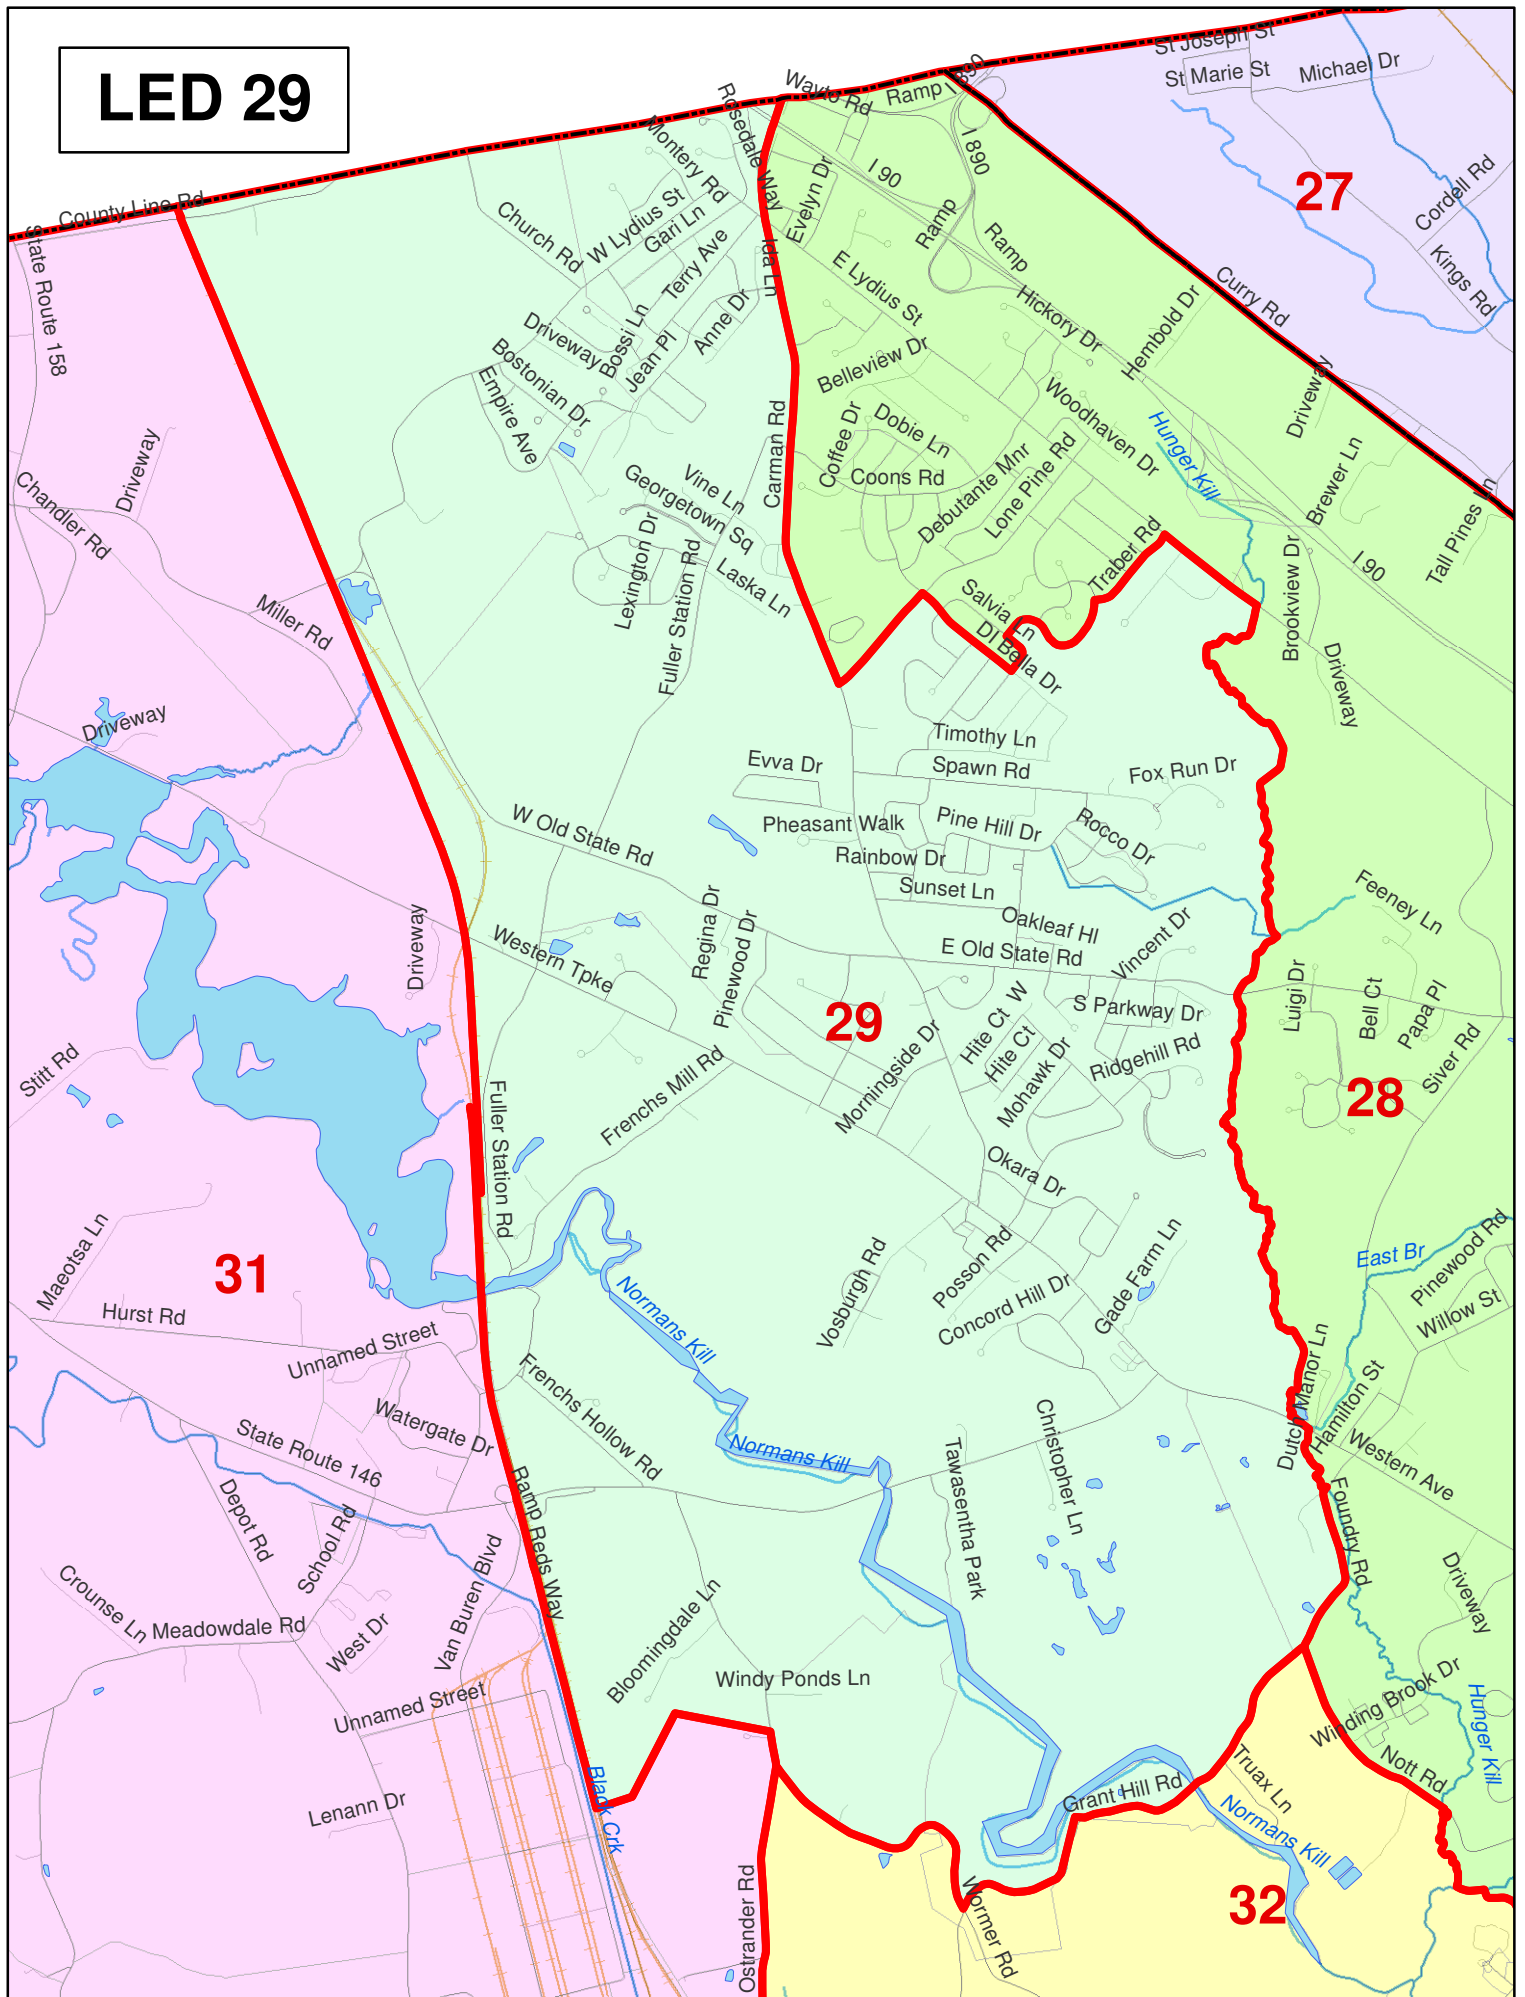 LED 29
St Joseph St
St Marie St
Michael Dr
I 890
Wayto Rd
Ramp
Rosedale Way
Montery Rd
I 890
I 90
Evelyn Dr
27
Cordell Rd
County Line Rd
Church Rd
W Lydius St
Gari Ln
Terry Ave
Ida Ln
Ramp
Ramp
Kings Rd
State Route 158
E Lydius St
Hickory Dr
Hembold Dr
Curry Rd
Driveway
Bossi Ln
Jean Pl
Anne Dr
Bostonian Dr
Empire Ave
Belleview Dr
Woodhaven Dr
Driveway
Coffee Dr
Dobie Ln
Hunger Kill
Driveway
Carman Rd
Coons Rd
Debutante Mnr
Lone Pine Rd
Brewer Ln
Chandler Rd
Vine Ln
Georgetown Sq
Tall Pines Ln
Lexington Dr
Fuller Station Rd
Laska Ln
Traber Rd
Brookview Dr
I 90
Miller Rd
Salvia Ln
DI Bella Dr
Driveway
Driveway
Timothy Ln
Evva Dr
Spawn Rd
Fox Run Dr
W Old State Rd
Pheasant Walk
Pine Hill Dr
Rocco Dr
Rainbow Dr
Sunset Ln
Feeney Ln
Driveway
Western Tpke
Regina Dr
Pinewood Dr
Oakleaf Hl
E Old State Rd
Vincent Dr
29
Hite Ct W
Hite Ct
S Parkway Dr
Luigi Dr
Bell Ct
Papa Pl
Siver Rd
Stitt Rd
Frenchs Mill Rd
Morningside Dr
Mohawk Dr
Ridgehill Rd
28
Fuller Station Rd
Okara Dr
Maeotsa Ln
31
Hurst Rd
Unnamed Street
Normans Kill
Vosburgh Rd
Posson Rd
Concord Hill Dr
Gade Farm Ln
East Br
Pinewood Rd
Willow St
Dutch Manor Ln
Hamilton St
Frenchs Hollow Rd
Watergate Dr
State Route 146
Normans Kill
Tawasentha Park
Christopher Ln
Western Ave
Foundry Rd
Depot Rd
School Rd
Ramp Reds Way
Driveway
Crounse Ln
Meadowdale Rd
West Dr
Van Buren Blvd
Bloomingdale Ln
Windy Ponds Ln
Unnamed Street
Winding Brook Dr
Hunger Kill
Nott Rd
Lenann Dr
Black Crk
Grant Hill Rd
Truax Ln
Normans Kill
Ostrander Rd
Wormer Rd
32